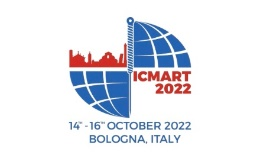 ICMART
2022
14TH - 16TH OCTOBER 2022
BOLOGNA, ITALY